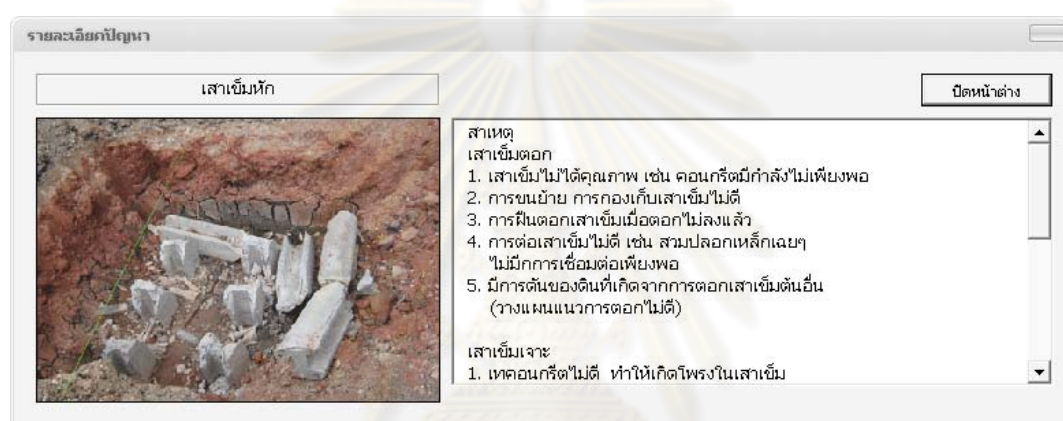 รายละเอียดปัญหา
เสาเข็มหัก
ปิดหน้าต่าง
สาเหตุ
เสาเข็มตอก
1. เสาเข็มไม่ได้คุณภาพ เช่น คอนกรีตมีกำลังไม่เพียงพอ
2. การขนย้าย การกองเก็บเสาเข็มไม่ดี
3. การฝืนตอกเสาเข็มเมื่อตอกไม่ลงแล้ว
4. การต่อเสาเข็มไม่ดี เช่น สวมปลอกเหล็กเฉยๆ
ไม่มีกการเชื่อมต่อเพียงพอ
5. มีการดันของดินที่เกิดจากการตอกเสาเข็มต้นอื่น
(วางแผนแนวการตอกไม่ดี)
เสาเข็มเจาะ
1. เทคอนกรีตไม่ดี ทำให้เกิดโพรงในเสาเข็ม